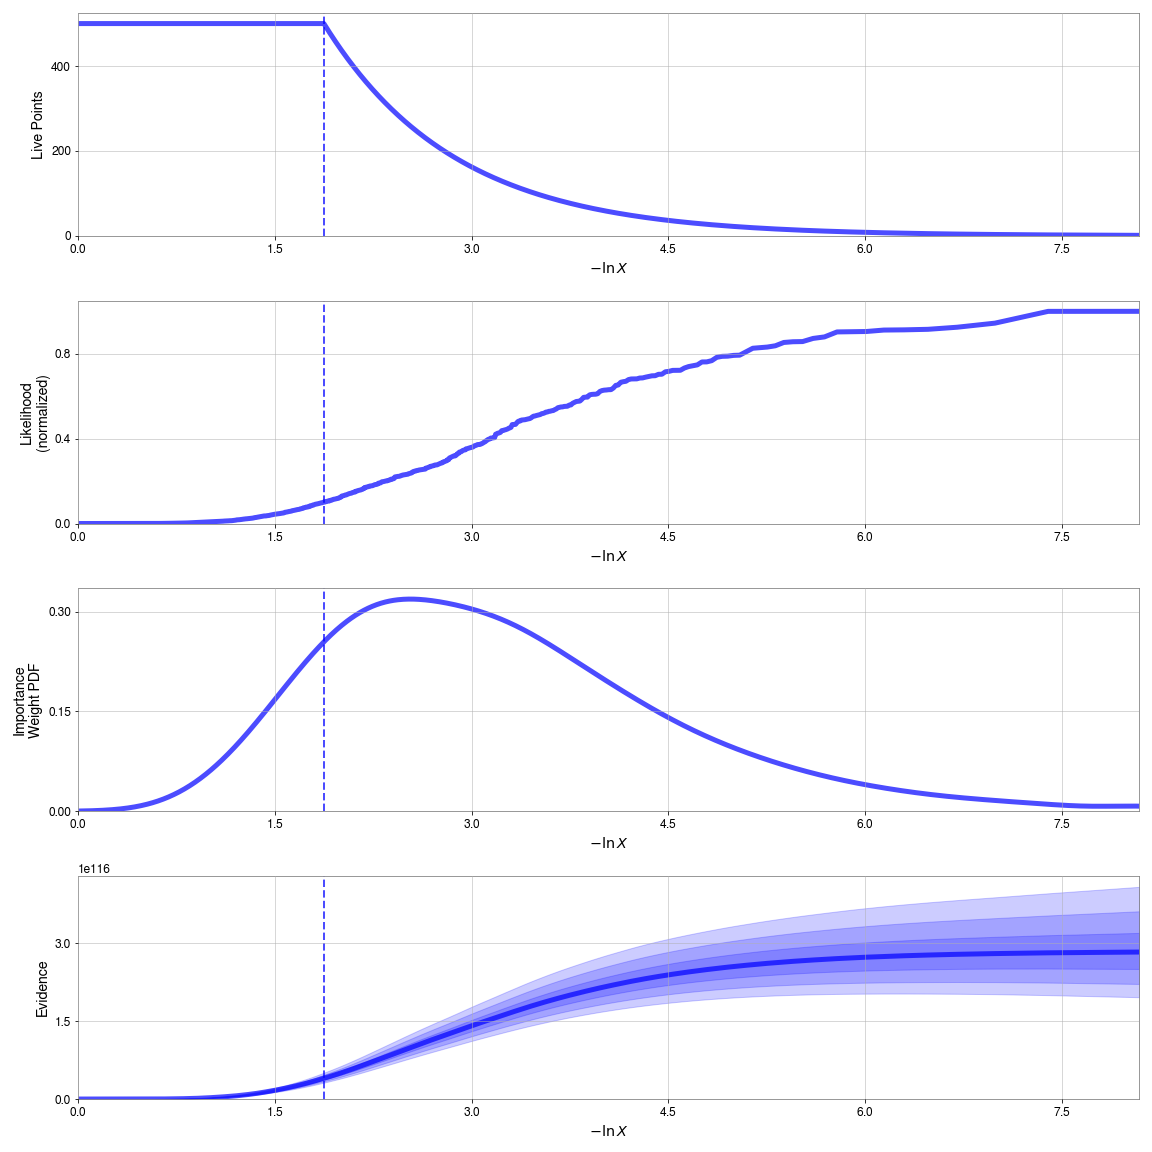 400
200
0
Live Points
0.0 1.5 3.0 4.5 6.0 7.5
−ln X
0.8
0.4
0.0
Likelihood
(normalized)
0.0 1.5 3.0 4.5 6.0 7.5
−ln X
0.30
0.15
0.00
Importance
Weight PDF
0.0 1.5 3.0 4.5 6.0 7.5
−ln X
1e116
3.0
1.5
0.0
Evidence
0.0 1.5 3.0 4.5 6.0 7.5
−ln X